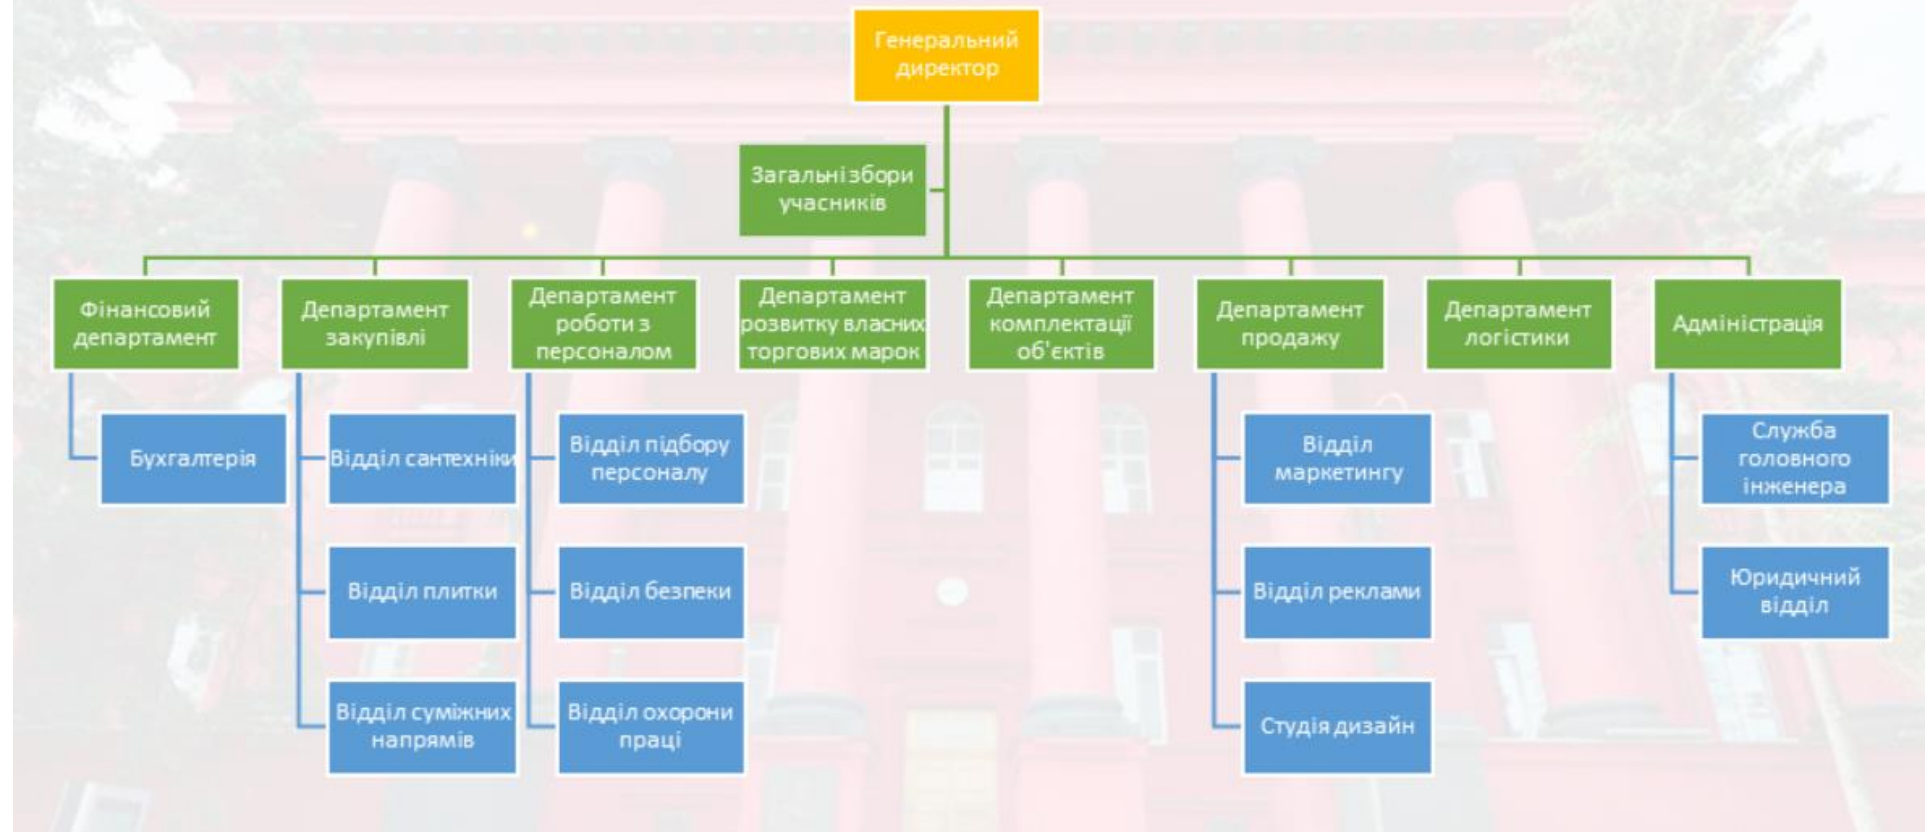 Генеральний
директор
Загальні збори
учасників
Фінансовий
департамент
Департамент
закупівлі
Департамент
роботи з
персоналом
Департамент
розвитку власних
торгових марок
Департамент
комплектації
об'єктів
Департамент
продажу
Департамент
логістики
Адміністрація
Бухгалтерія
Відділ сантехніки
Відділ плитки
Відділ суміжних
напрямів
Відділ підбору
персоналу
Відділ безпеки
Відділ охорони
праці
Відділ
маркетингу
Відділ реклами
Студія дизайн
Служба
головного
інженера
Юридичний
відділ